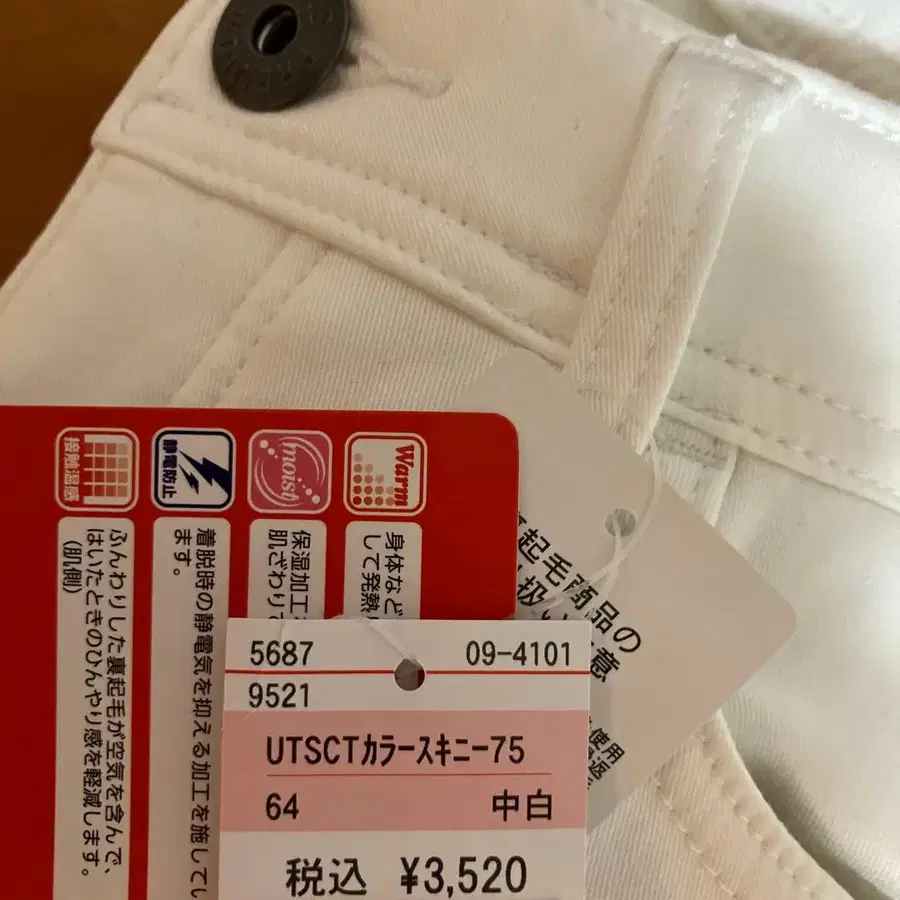 Warm
身体など
して発熱
moist
保湿加工
肌ざわり
静電防止
着脱時の静電気を抑える加工を施してい
ます。
接触温感
ふんわりした裏起毛が空気を含んで、
はいたときのひんやり感を軽減します。
(肌側)
起毛商品の
扱い
意
使用
返
5687 09-4101
9521
UTSCTカラースキニー75
64 中白
税込 ¥3,520